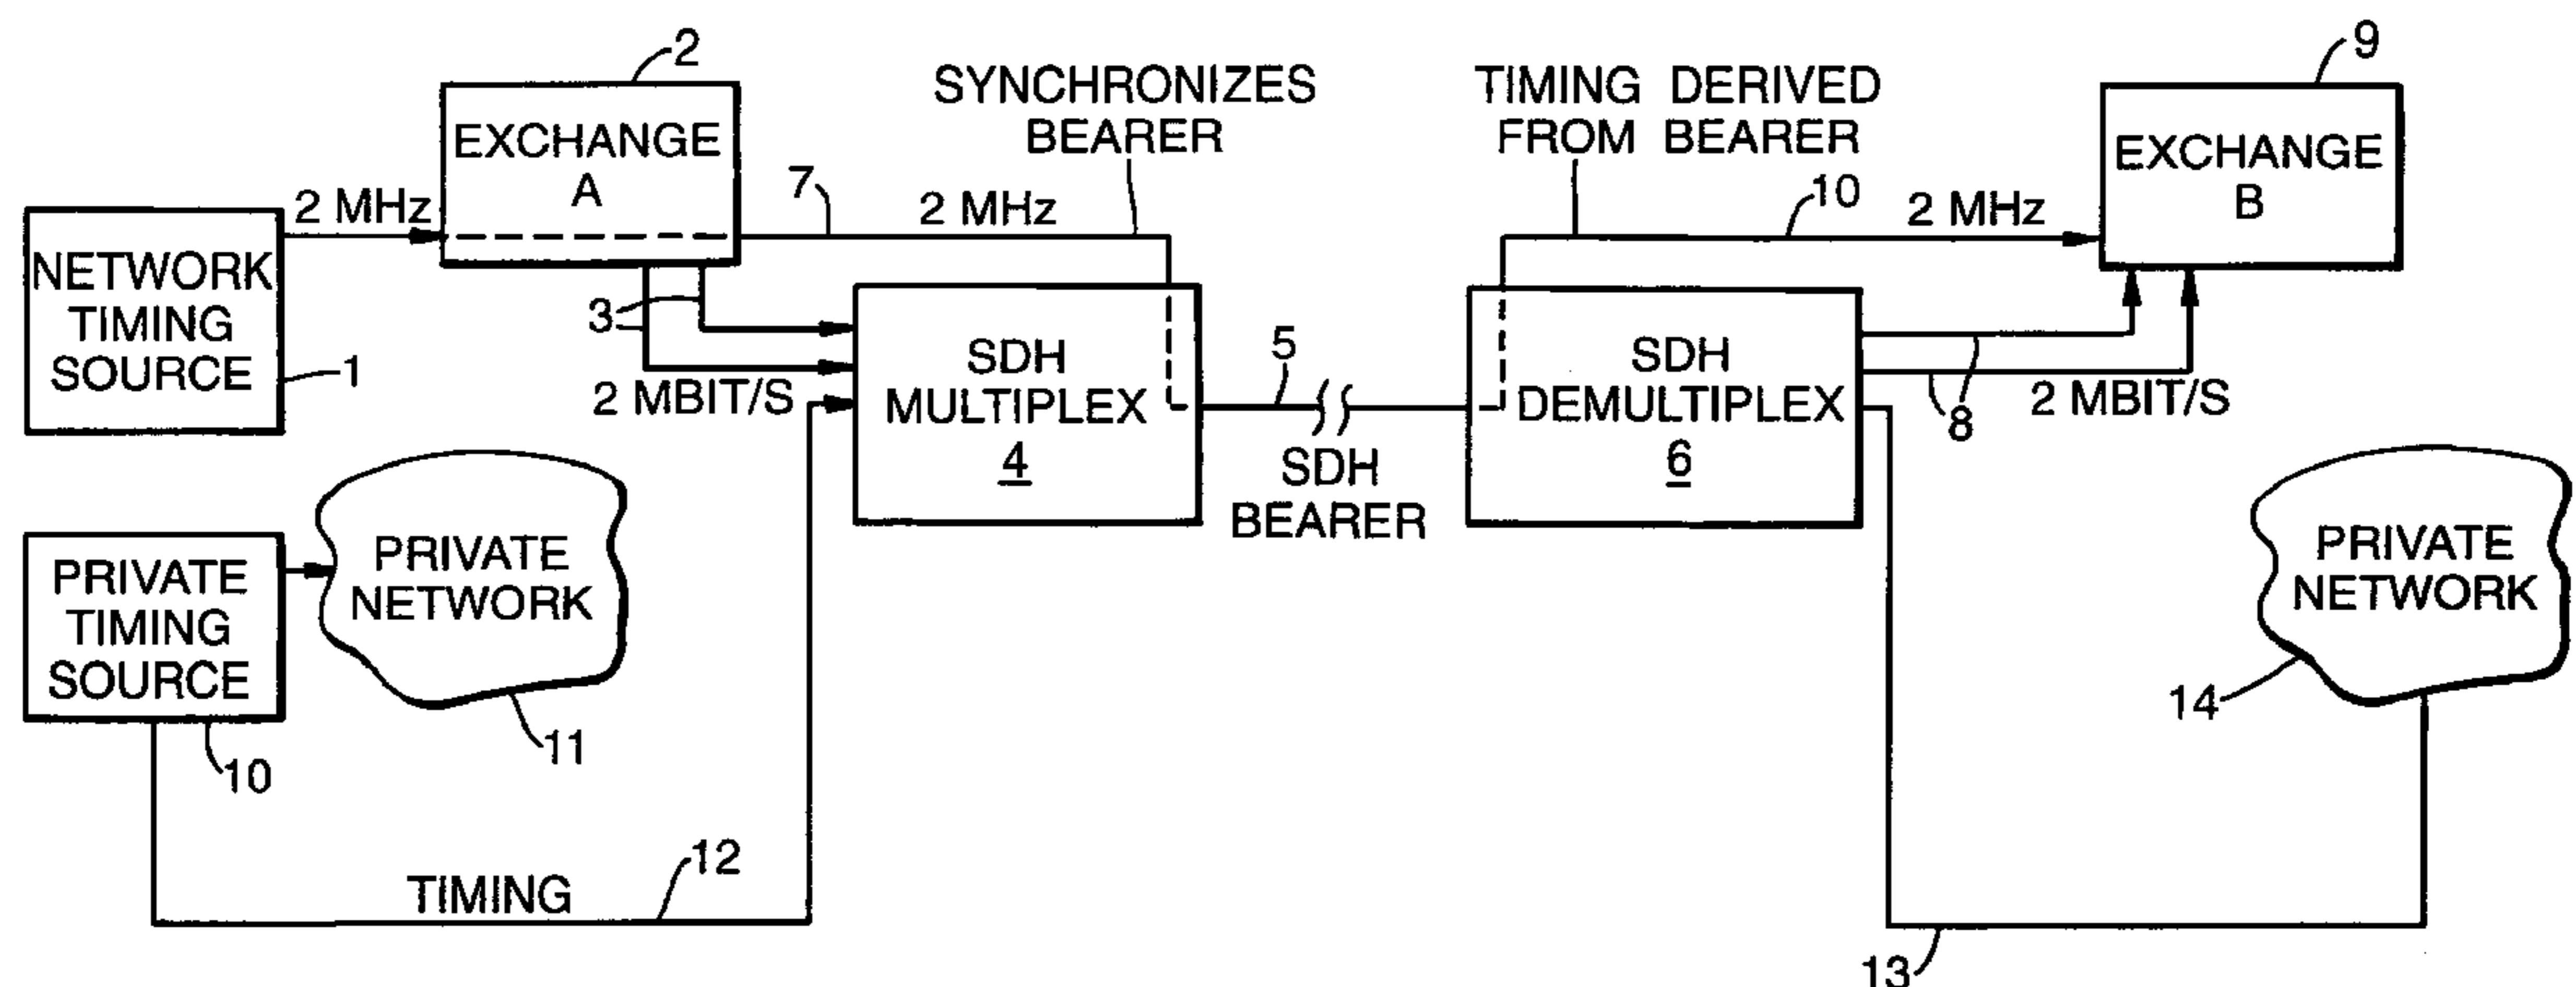 2
9
EXCHANGE
A
SYNCHRONIZES
BEARER
TIMING DERIVED
FROM BEARER
EXCHANGE
B
2 MHz
7
2 MHz
10
2 MHz
NETWORK
TIMING
SOURCE
1
3
2 MBIT/S
SDH
MULTIPLEX
4
5
SDH
BEARER
SDH
DEMULTIPLEX
6
8
2 MBIT/S
PRIVATE
TIMING
SOURCE
10
PRIVATE
NETWORK
11
PRIVATE
NETWORK
14
TIMING
12
13